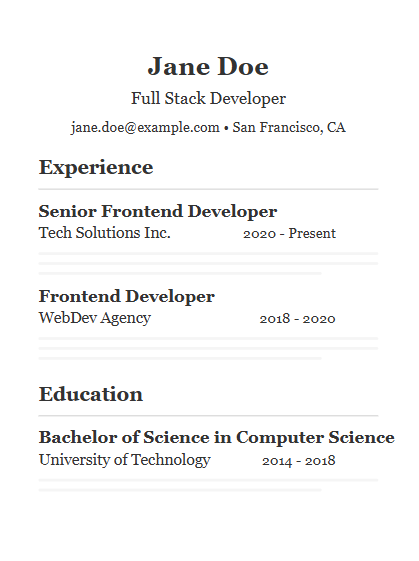 Jane Doe
Full Stack Developer
jane.doe@example.com • San Francisco, CA
Experience
Senior Frontend Developer
Tech Solutions Inc. 2020 - Present
Frontend Developer
WebDev Agency 2018 - 2020
Education
Bachelor of Science in Computer Science
University of Technology 2014 - 2018